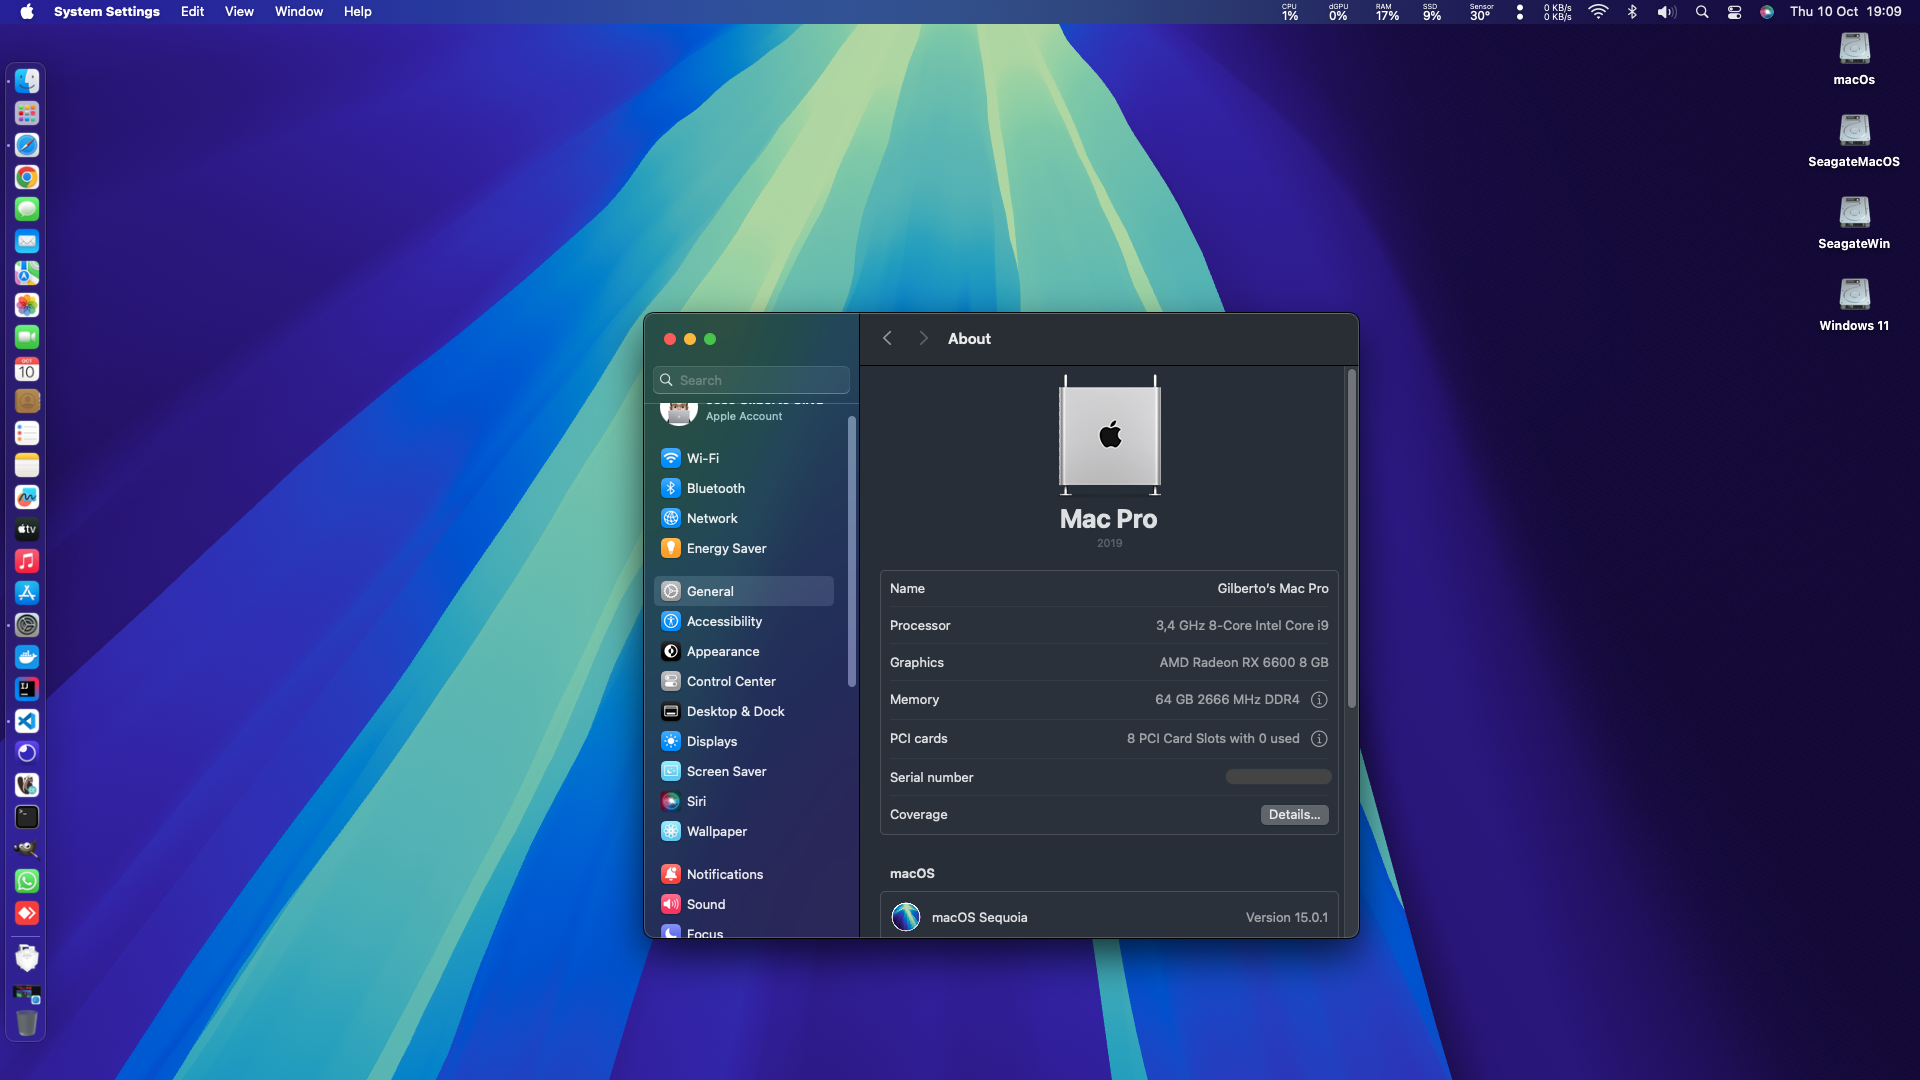 System Settings Edit View Window Help
CPU 1% dGPU 0% RAM 17% SSD 9% Sensor 30° 0 KB/s 0 KB/s Thu 10 Oct 19:09
macOs
SeagateMacOS
SeagateWin
Windows 11
OCT
10
tv
IJ
About
Search
Apple Account
Wi-Fi
Bluetooth
Network
Energy Saver
General
Accessibility
Appearance
Control Center
Desktop & Dock
Displays
Screen Saver
Siri
Wallpaper
Notifications
Sound
Focus
Mac Pro
2019
Name Gilberto's Mac Pro
Processor 3,4 GHz 8-Core Intel Core i9
Graphics AMD Radeon RX 6600 8 GB
Memory 64 GB 2666 MHz DDR4
PCI cards 8 PCI Card Slots with 0 used
Serial number
Coverage Details...
macOS
macOS Sequoia Version 15.0.1